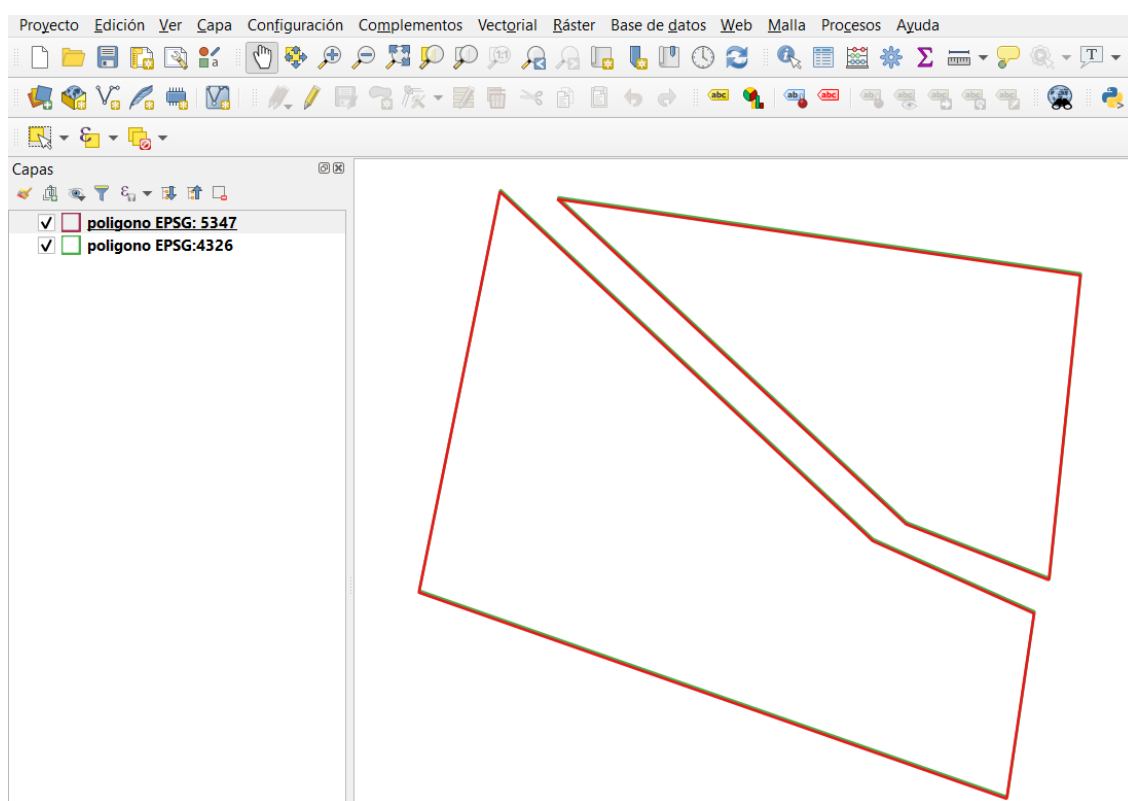 Proyecto Edición Ver Capa Configuración Complementos Vectorial Ráster Base de datos Web Malla Procesos Ayuda
Capas
poligono EPSG: 5347
poligono EPSG:4326